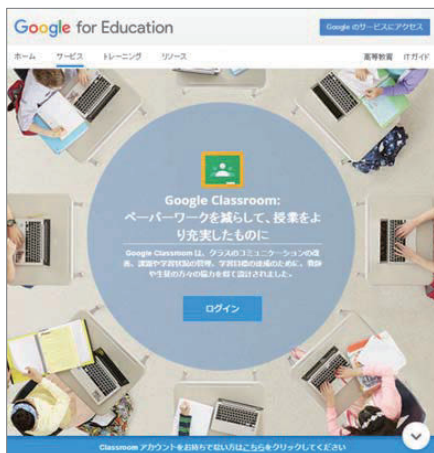 Google for Education
Google のサービスにアクセス
ホーム サービス トレーニング リソース 高等教育 ITガイド
Google Classroom:
ペーパーワークを減らして、授業をよ
り充実したものに
Google Classroom は、クラスのコミュニケーションの改
善、課題や学習状況の管理、学習目標の達成のために、教師
や生徒の方々の協力を得て設計されました。
ログイン
Classroom アカウントをお持ちでない方はこちらをクリックしてください